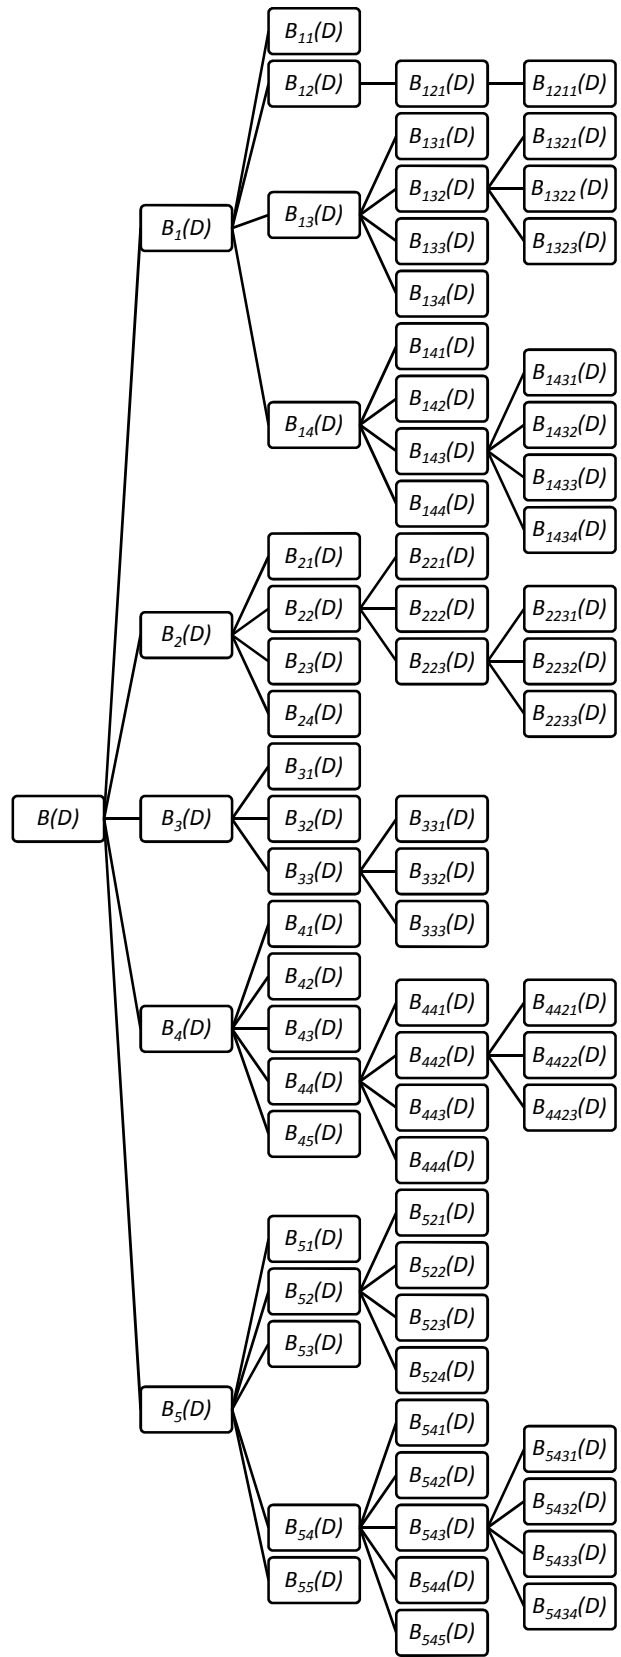 B₁₁(D)
B₁₂(D) B₁₂₁(D) B₁₂₁₁(D)
B₁₃₁(D) B₁₃₂₁(D)
B₁₃₂(D) B₁₃₂₂ (D)
B₁(D) B₁₃(D)
B₁₃₃(D) B₁₃₂₃(D)
B₁₃₄(D)
B₁₄₁(D) B₁₄₃₁(D)
B₁₄₂(D)
B₁₄(D) B₁₄₃₂(D)
B₁₄₃(D) B₁₄₃₃(D)
B₁₄₄(D) B₁₄₃₄(D)
B₂₁(D) B₂₂₁(D)
B₂₂(D) B₂₂₂(D) B₂₂₃₁(D)
B₂(D)
B₂₃(D) B₂₂₃(D) B₂₂₃₂(D)
B₂₄(D) B₂₂₃₃(D)
B₃₁(D)
B(D) B₃(D) B₃₂(D) B₃₃₁(D)
B₃₃(D) B₃₃₂(D)
B₄₁(D) B₃₃₃(D)
B₄₂(D)
B₄₄₁(D) B₄₄₂₁(D)
B₄(D) B₄₃(D)
B₄₄₂(D) B₄₄₂₂(D)
B₄₄(D)
B₄₄₃(D) B₄₄₂₃(D)
B₄₅(D)
B₄₄₄(D)
B₅₂₁(D)
B₅₁(D)
B₅₂₂(D)
B₅₂(D)
B₅₂₃(D)
B₅₃(D)
B₅₂₄(D)
B₅(D)
B₅₄₁(D) B₅₄₃₁(D)
B₅₄₂(D) B₅₄₃₂(D)
B₅₄(D) B₅₄₃(D)
B₅₄₃₃(D)
B₅₅(D) B₅₄₄(D)
B₅₄₃₄(D)
B₅₄₅(D)